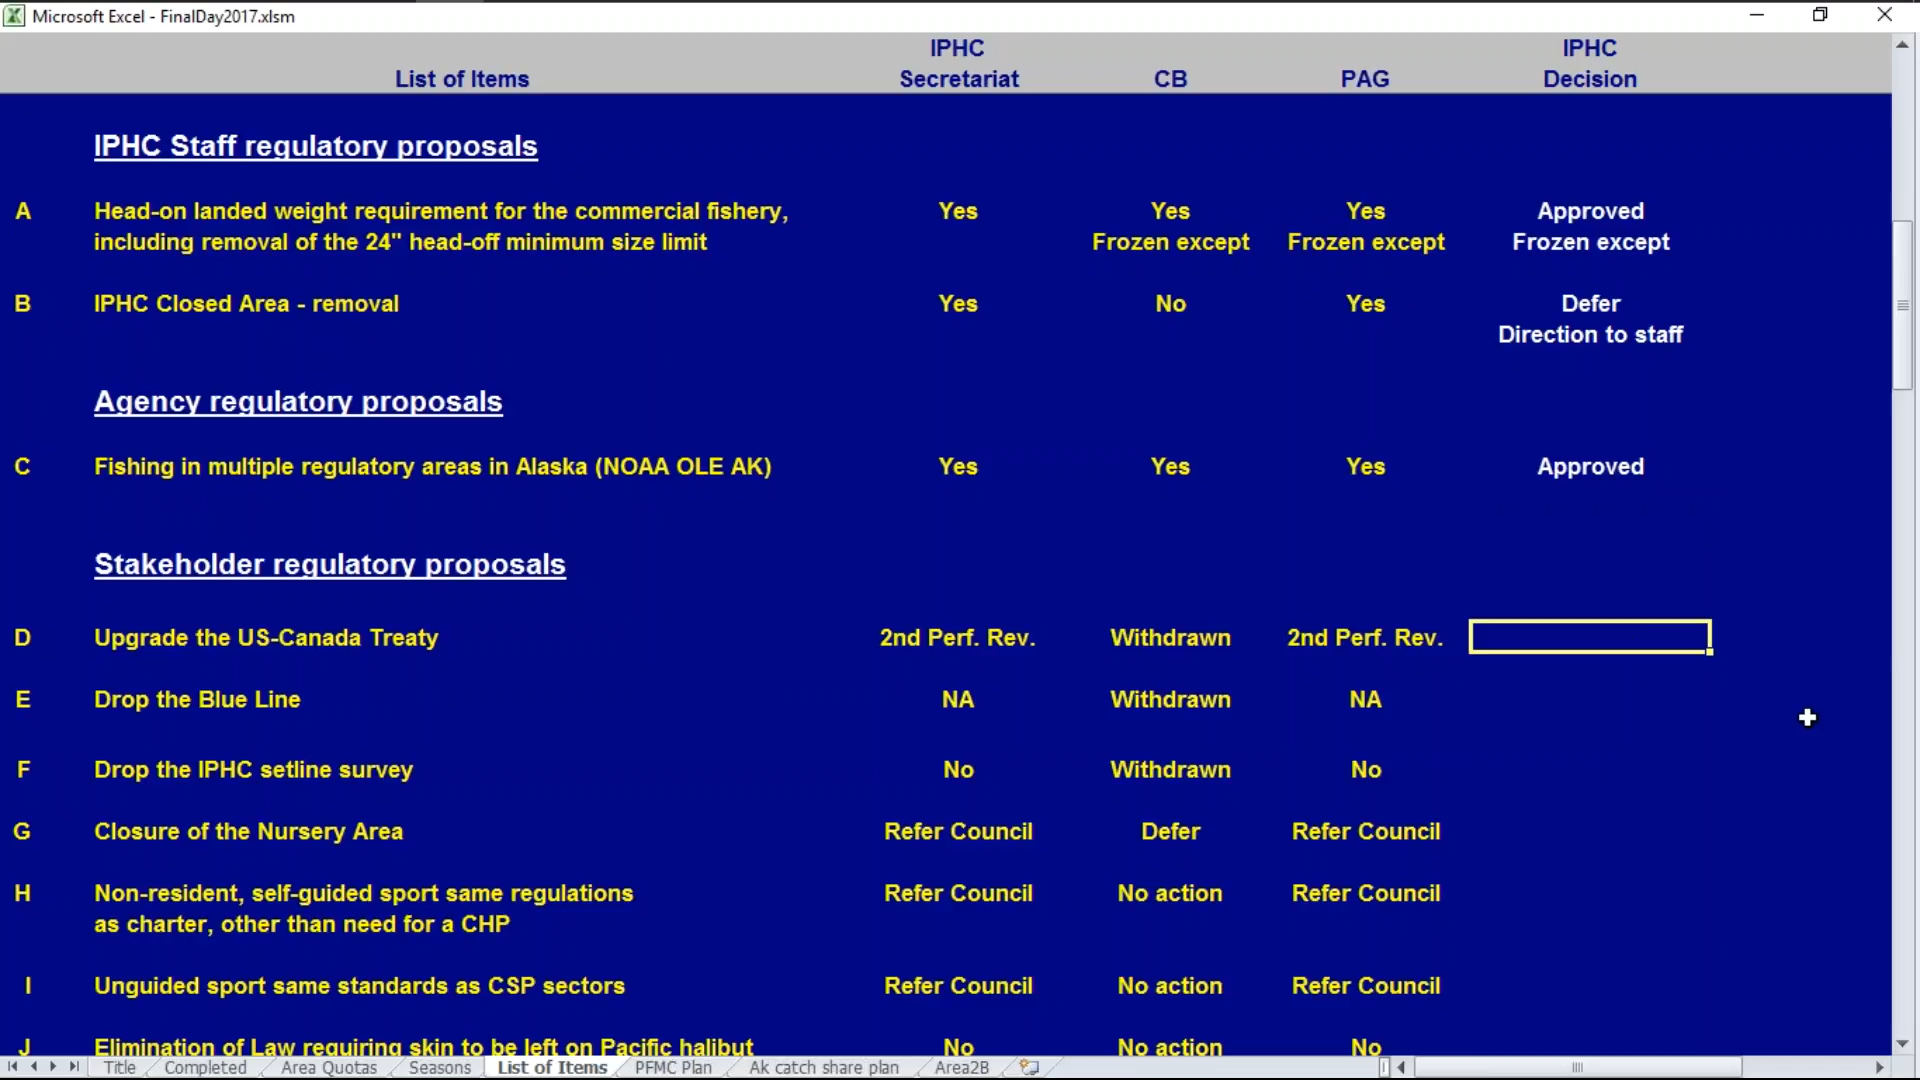 Microsoft Excel - FinalDay2017.xlsm
IPHC IPHC
List of Items Secretariat CB PAG Decision
IPHC Staff regulatory proposals
A Head-on landed weight requirement for the commercial fishery, Yes Yes Yes Approved
including removal of the 24" head-off minimum size limit Frozen except Frozen except Frozen except
B IPHC Closed Area - removal Yes No Yes Defer
Direction to staff
Agency regulatory proposals
C Fishing in multiple regulatory areas in Alaska (NOAA OLE AK) Yes Yes Yes Approved
Stakeholder regulatory proposals
D Upgrade the US-Canada Treaty 2nd Perf. Rev. Withdrawn 2nd Perf. Rev.
E Drop the Blue Line NA Withdrawn NA
F Drop the IPHC setline survey No Withdrawn No
G Closure of the Nursery Area Refer Council Defer Refer Council
H Non-resident, self-guided sport same regulations Refer Council No action Refer Council
as charter, other than need for a CHP
I Unguided sport same standards as CSP sectors Refer Council No action Refer Council
J Elimination of Law requiring skin to be left on Pacific halibut No No action No
Title Completed Area Quotas Seasons List of Items PFMC Plan Ak catch share plan Area2B